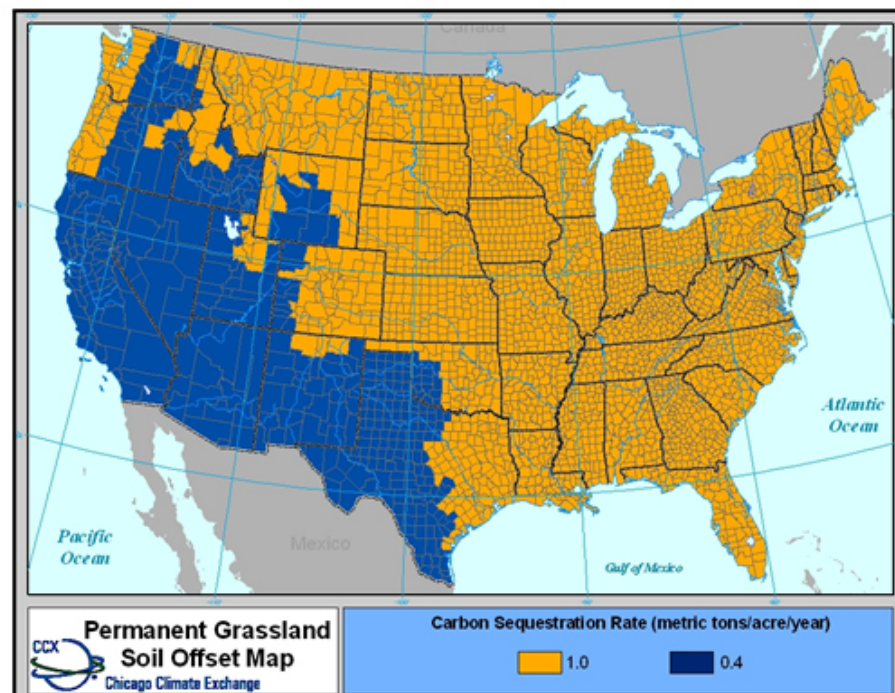 Canada
Atlantic
Ocean
Pacific
Ocean
Mexico
Gulf of Mexico
CCX
Permanent Grassland
Soil Offset Map
Chicago Climate Exchange
Carbon Sequestration Rate (metric tons/acre/year)
1.0
0.4